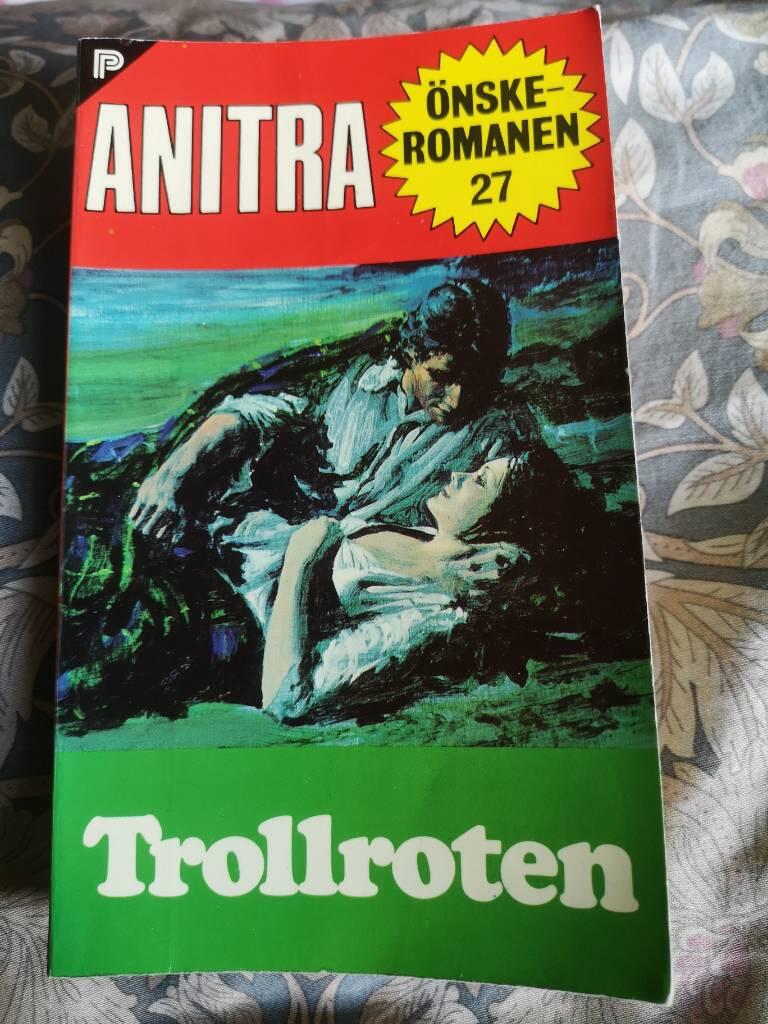 P
ANITRA
ÖNSKE-
ROMANEN
27
Trollroten